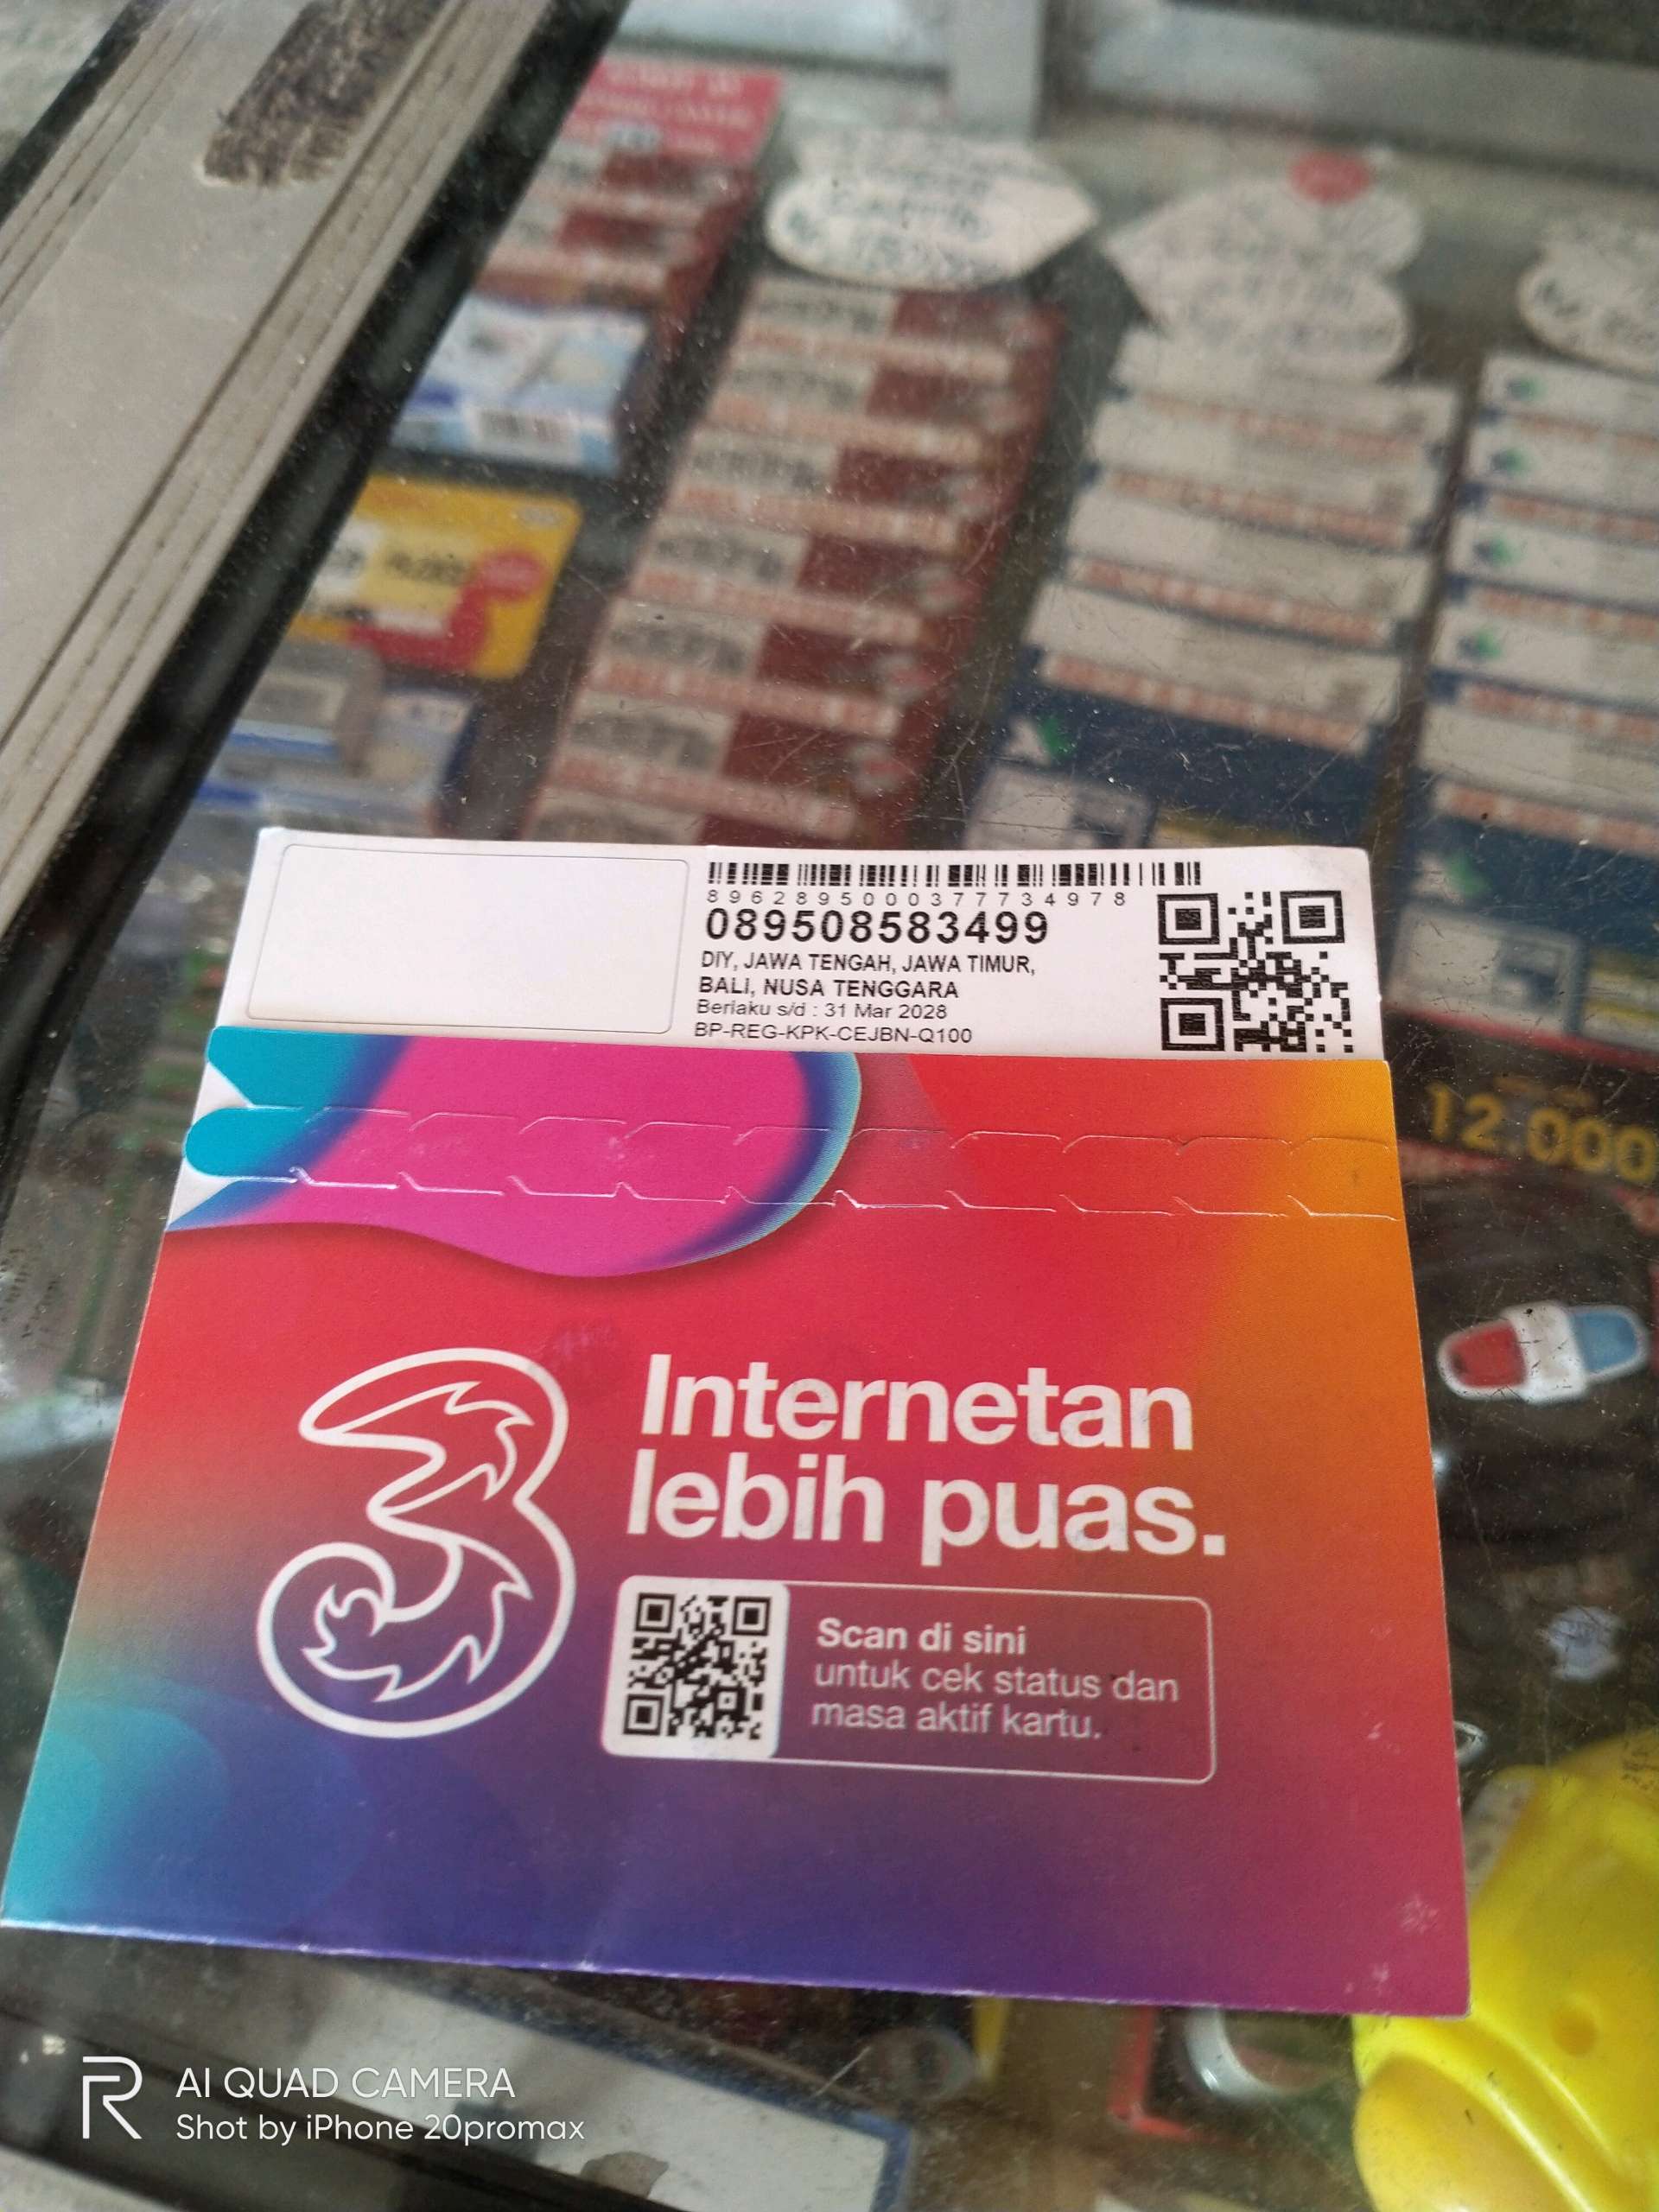 8962895000377734978
089508583499
DIY, JAWA TENGAH, JAWA TIMUR,
BALI, NUSA TENGGARA
Berlaku s/d : 31 Mar 2028
BP-REG-KPK-CEJBN-Q100
12.000
3
Internetan
lebih puas.
Scan di sini
untuk cek status dan
masa aktif kartu.
R
AI QUAD CAMERA
Shot by iPhone 20promax